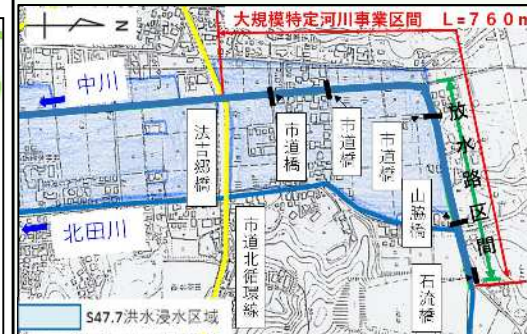 N
大規模特定河川事業区間 L=760m
中川
法古郷橋
市道橋
市道橋
市道橋
放水路区間
山脇橋
石流橋
北田川
市道北循環線
S47.7洪水浸水区域